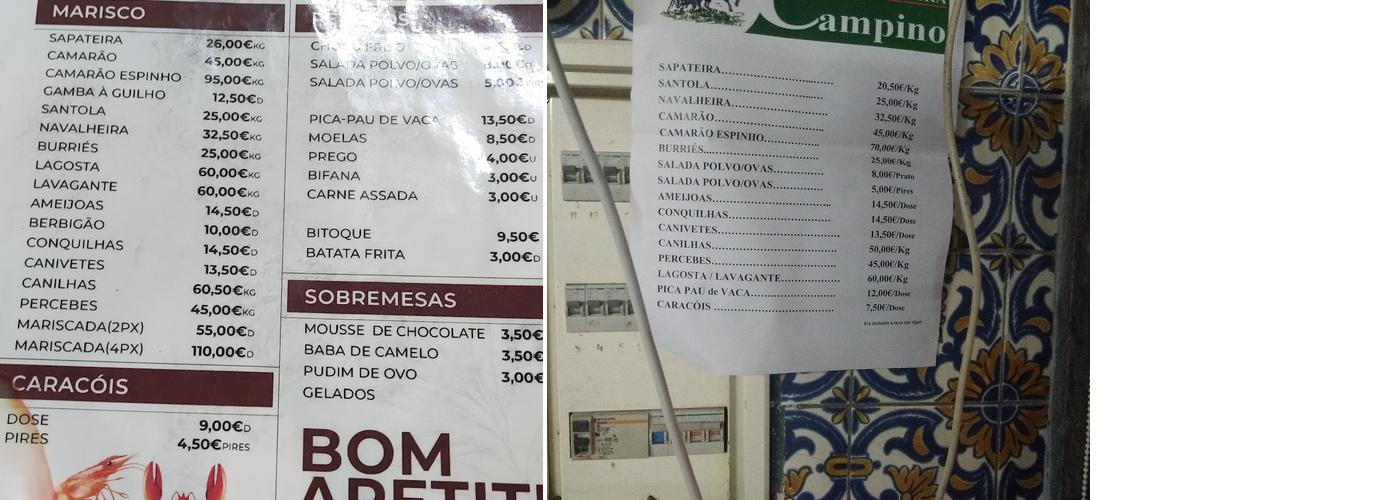 MARISCO
SAPATEIRA 26,00€KG
CAMARÃO 45,00€KG
CAMARÃO ESPINHO 95,00€KG
GAMBA À GUILHO 12,50€D
SANTOLA 25,00€KG
NAVALHEIRA 32,50€KG
BURRIÉS 25,00€KG
LAGOSTA 60,00€KG
LAVAGANTE 60,00€KG
AMEIJOAS 14,50€D
BERBIGÃO 10,00€D
CONQUILHAS 14,50€D
CANIVETES 13,50€D
CANILHAS 60,50€KG
PERCEBES 45,00€KG
MARISCADA(2PX) 55,00€D
MARISCADA(4PX) 110,00€D
CARACÓIS
DOSE 9,00€D
PIRES 4,50€PIRES
SALADA POLVO/OVAS
SALADA POLVO/OVAS
PICA-PAU DE VACA 13,50€D
MOELAS 8,50€D
PREGO 4,00€U
BIFANA 3,00€U
CARNE ASSADA 3,00€U
BITOQUE 9,50€
BATATA FRITA 3,00€D
SOBREMESAS
MOUSSE DE CHOCOLATE 3,50€
BABA DE CAMELO 3,50€
PUDIM DE OVO 3,00€
GELADOS
BOM
APETIT
Campino
SAPATEIRA.................................... 20,50€/Kg
SANTOLA.................................... 25,00€/Kg
NAVALHEIRA.............................. 32,50€/Kg
CAMARÃO................................... 45,00€/Kg
CAMARÃO ESPINHO................. 70,00€/Kg
BURRIÉS..................................... 25,00€/Kg
SALADA POLVO/OVAS.............. 8,00€/Prato
SALADA POLVO/OVAS.............. 5,00€/Pires
AMEIJOAS................................... 14,50€/Dose
CONQUILHAS.............................. 14,50€/Dose
CANIVETES................................. 13,50€/Dose
CANILHAS.................................... 50,00€/Kg
PERCEBES................................... 45,00€/Kg
LAGOSTA / LAVAGANTE............... 60,00€/Kg
PICA PAU de VACA....................... 12,00€/Dose
CARACÓIS ................................... 7,50€/Dose
Iva incluído a taxa em vigor